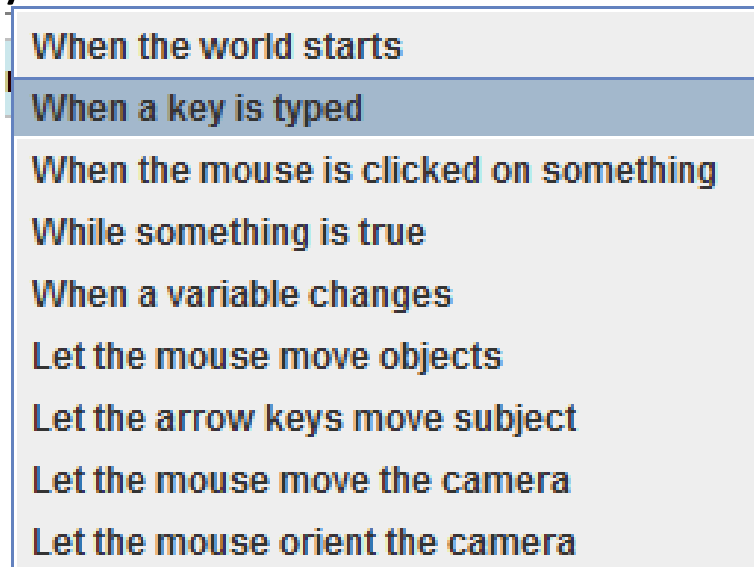 When the world starts
When a key is typed
When the mouse is clicked on something
While something is true
When a variable changes
Let the mouse move objects
Let the arrow keys move subject
Let the mouse move the camera
Let the mouse orient the camera